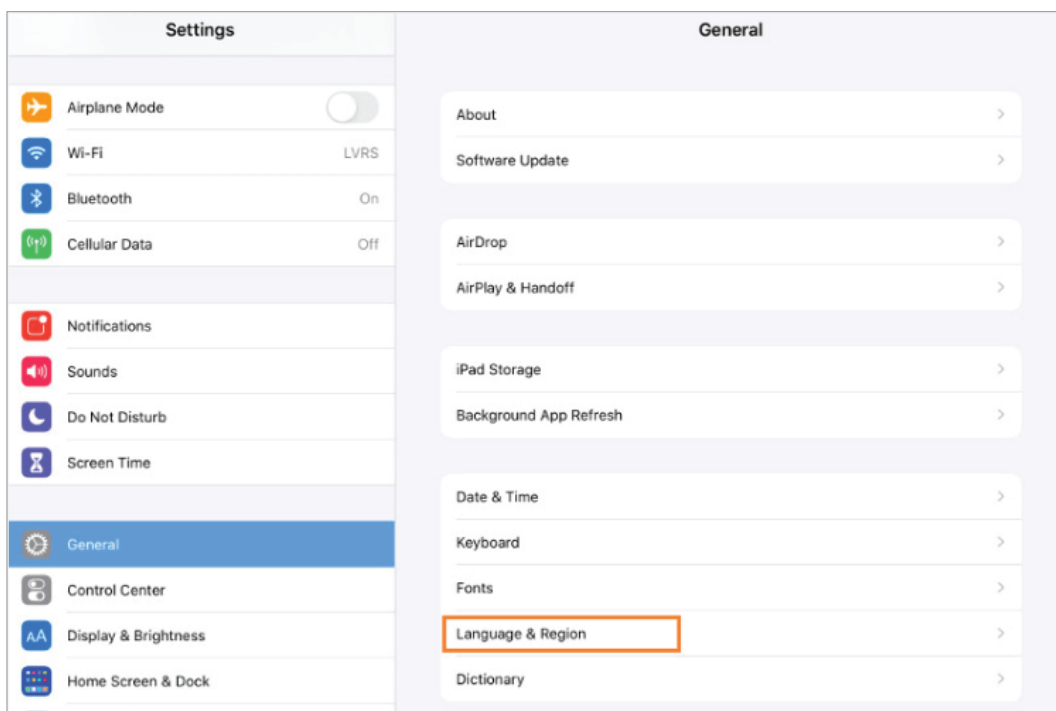 Settings
Airplane Mode
Wi-Fi LVRS
Bluetooth On
Cellular Data Off
Notifications
Sounds
Do Not Disturb
Screen Time
General
Control Center
AA Display & Brightness
Home Screen & Dock
General
About
Software Update
AirDrop
AirPlay & Handoff
iPad Storage
Background App Refresh
Date & Time
Keyboard
Fonts
Language & Region
Dictionary